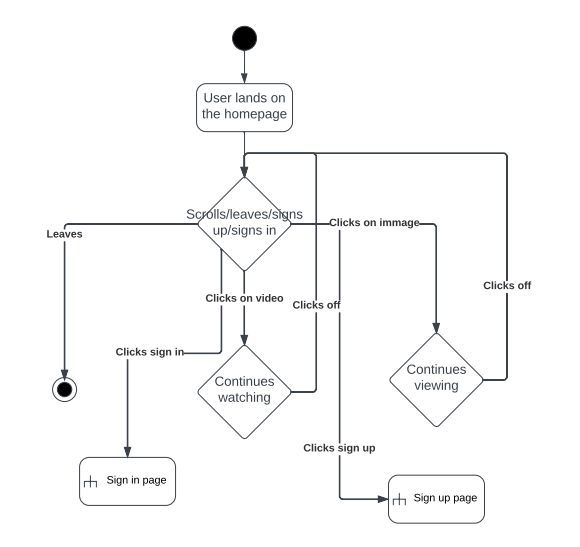 User lands on
the homepage
Scrolls/leaves/signs
up/signs in
Clicks on immage
Leaves
Clicks off
Clicks on video
Clicks off
Clicks sign in
Continues
watching
Continues
viewing
Clicks sign up
Sign in page
Sign up page